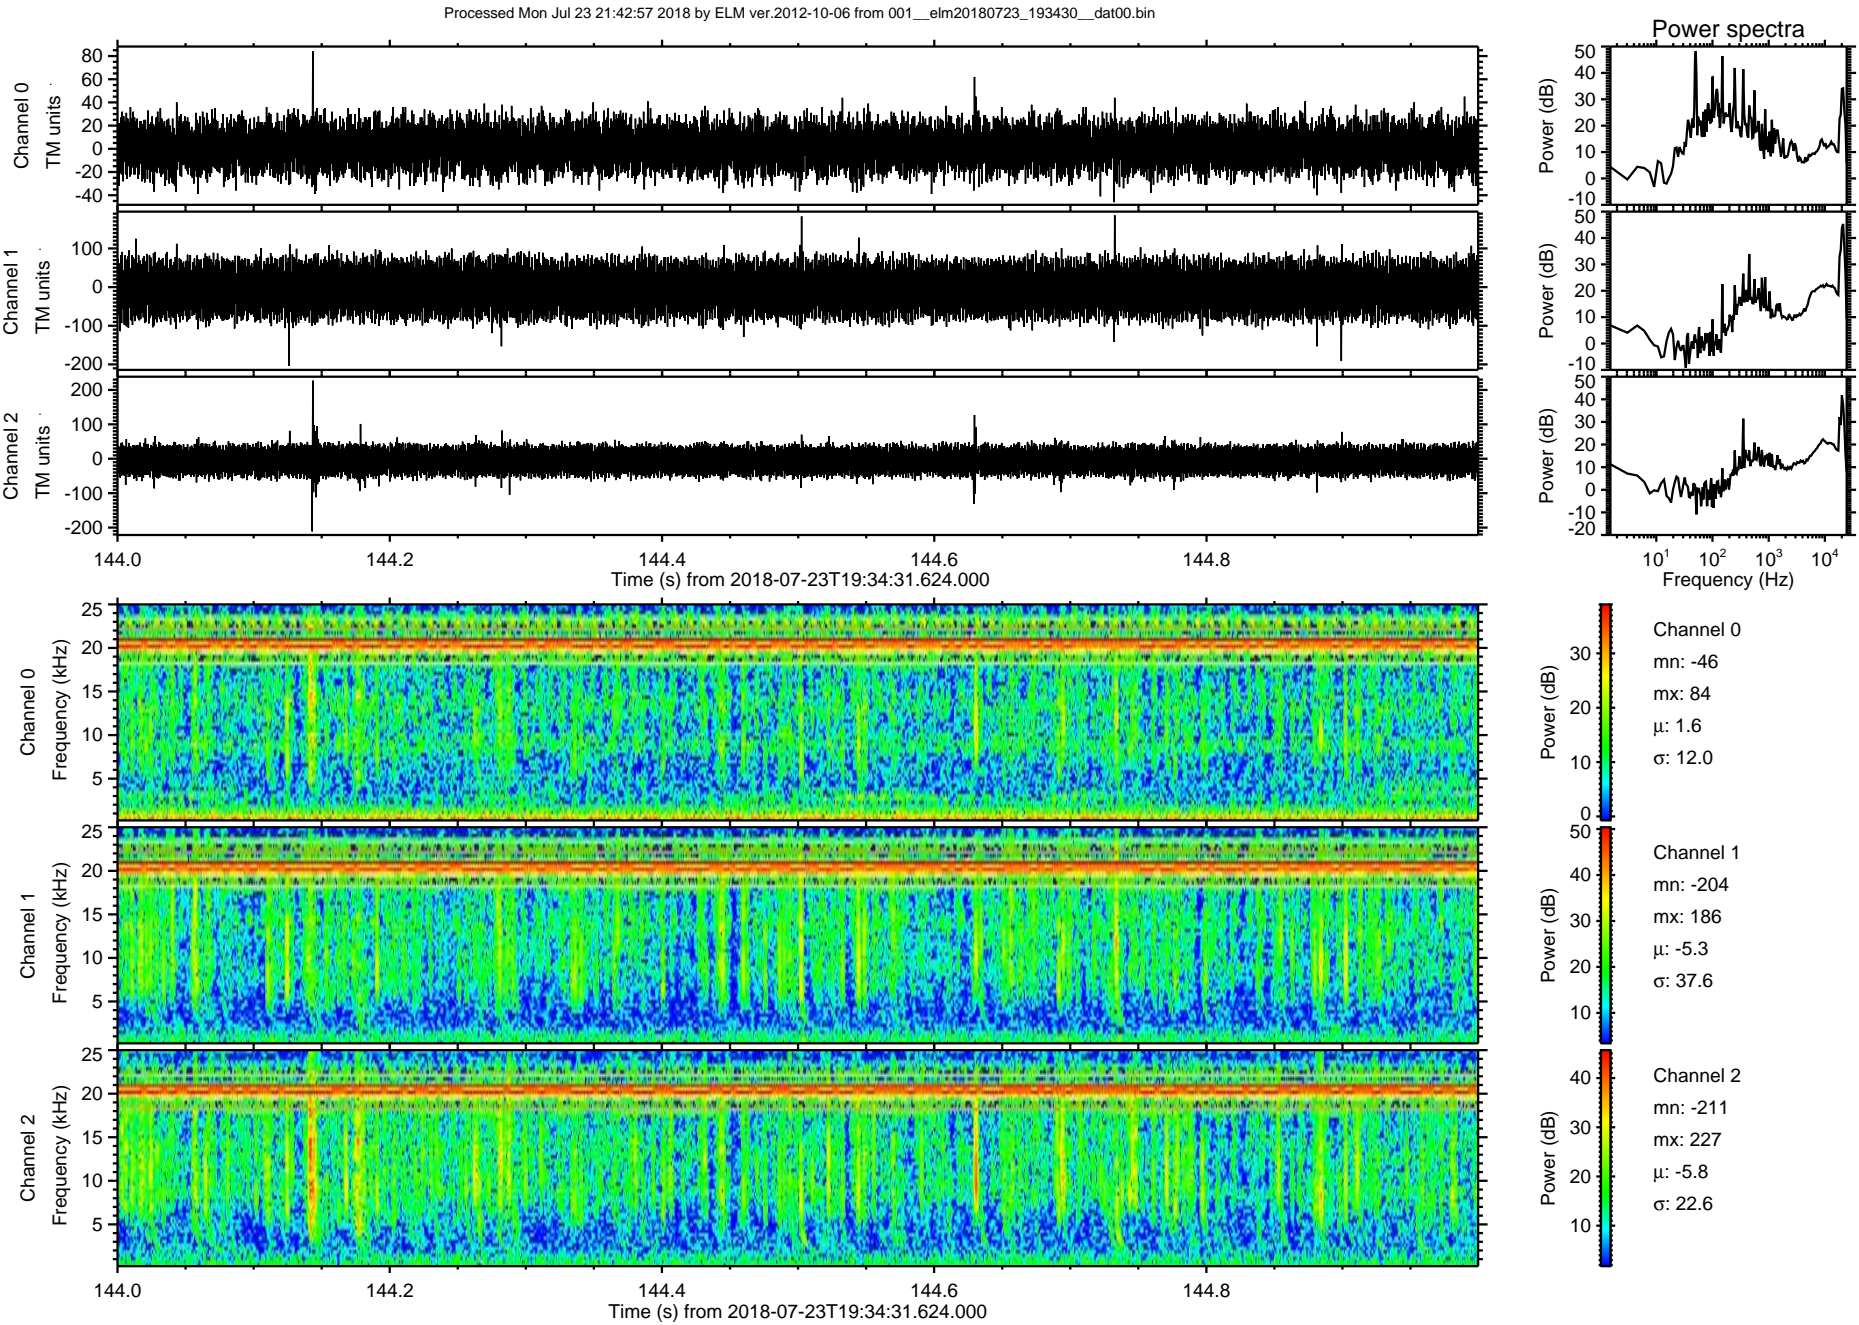 Processed Mon Jul 23 21:42:57 2018 by ELM ver.2012-10-06 from 001__elm20180723_193430__dat00.bin
Power spectra
Channel 0
TM units
80
60
40
20
0
-20
-40
Power (dB)
50
40
30
20
10
0
-10
Channel 1
TM units
100
0
-100
-200
Power (dB)
50
40
30
20
10
0
-10
Channel 2
TM units
200
100
0
-100
-200
Power (dB)
50
40
30
20
10
0
-10
-20
144.0 144.2 144.4 144.6 144.8
Time (s) from 2018-07-23T19:34:31.624.000
10^1 10^2 10^3 10^4
Frequency (Hz)
Channel 0
Frequency (kHz)
25
20
15
10
5
Power (dB)
30
20
10
0
Channel 0
mn: -46
mx: 84
μ: 1.6
σ: 12.0
Channel 1
Frequency (kHz)
25
20
15
10
5
Power (dB)
50
40
30
20
10
Channel 1
mn: -204
mx: 186
μ: -5.3
σ: 37.6
Channel 2
Frequency (kHz)
25
20
15
10
5
Power (dB)
40
30
20
10
Channel 2
mn: -211
mx: 227
μ: -5.8
σ: 22.6
144.0 144.2 144.4 144.6 144.8
Time (s) from 2018-07-23T19:34:31.624.000